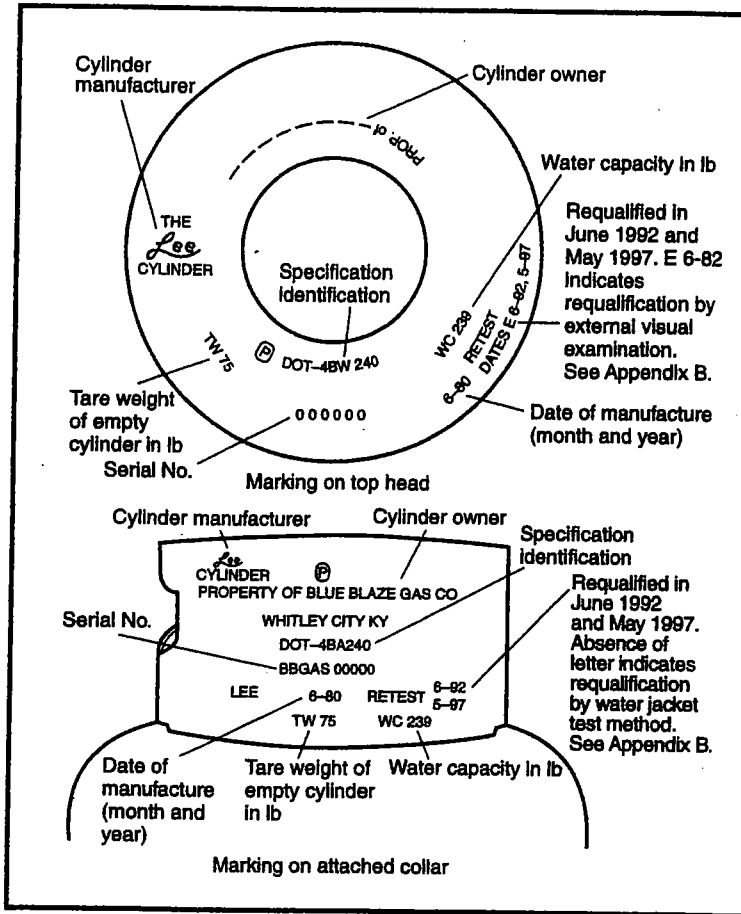 Cylinder
manufacturer
Cylinder owner
PROP. of
Water capacity in lb
THE
Lee
CYLINDER
Specification
identification
Requalified in
June 1992 and
May 1997. E 6-82
indicates
requalification by
external visual
examination.
See Appendix B.
TW 75
P DOT–4BW 240
WC 239
RETEST
DATES E 6–92, 5–97
6–80
Tare weight
of empty
cylinder in lb
000000
Date of manufacture
(month and year)
Serial No.
Marking on top head
Cylinder manufacturer
Cylinder owner
Specification
identification
Lee
CYLINDER
P
PROPERTY OF BLUE BLAZE GAS CO
WHITLEY CITY KY
DOT–4BA240
BBGAS 00000
Serial No.
LEE 6–80 RETEST 6–92
5–97
TW 75 WC 239
Requalified in
June 1992
and May 1997.
Absence of
letter indicates
requalification
by water jacket
test method.
See Appendix B.
Date of
manufacture
(month and
year)
Tare weight of
empty cylinder
in lb
Water capacity in lb
Marking on attached collar